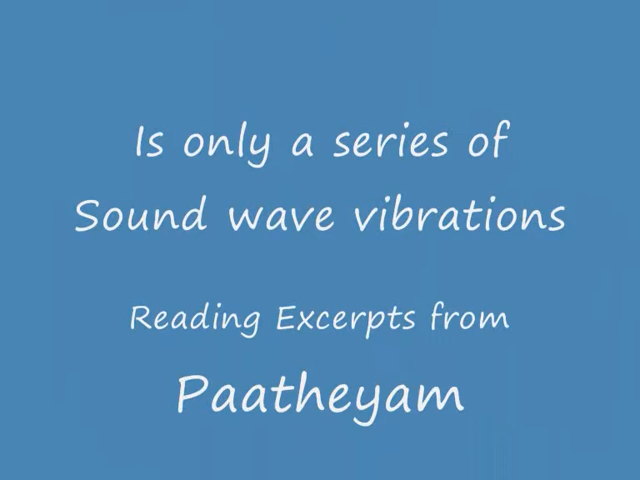 Is only a series of
Sound wave vibrations
Reading Excerpts from
Paatheyam